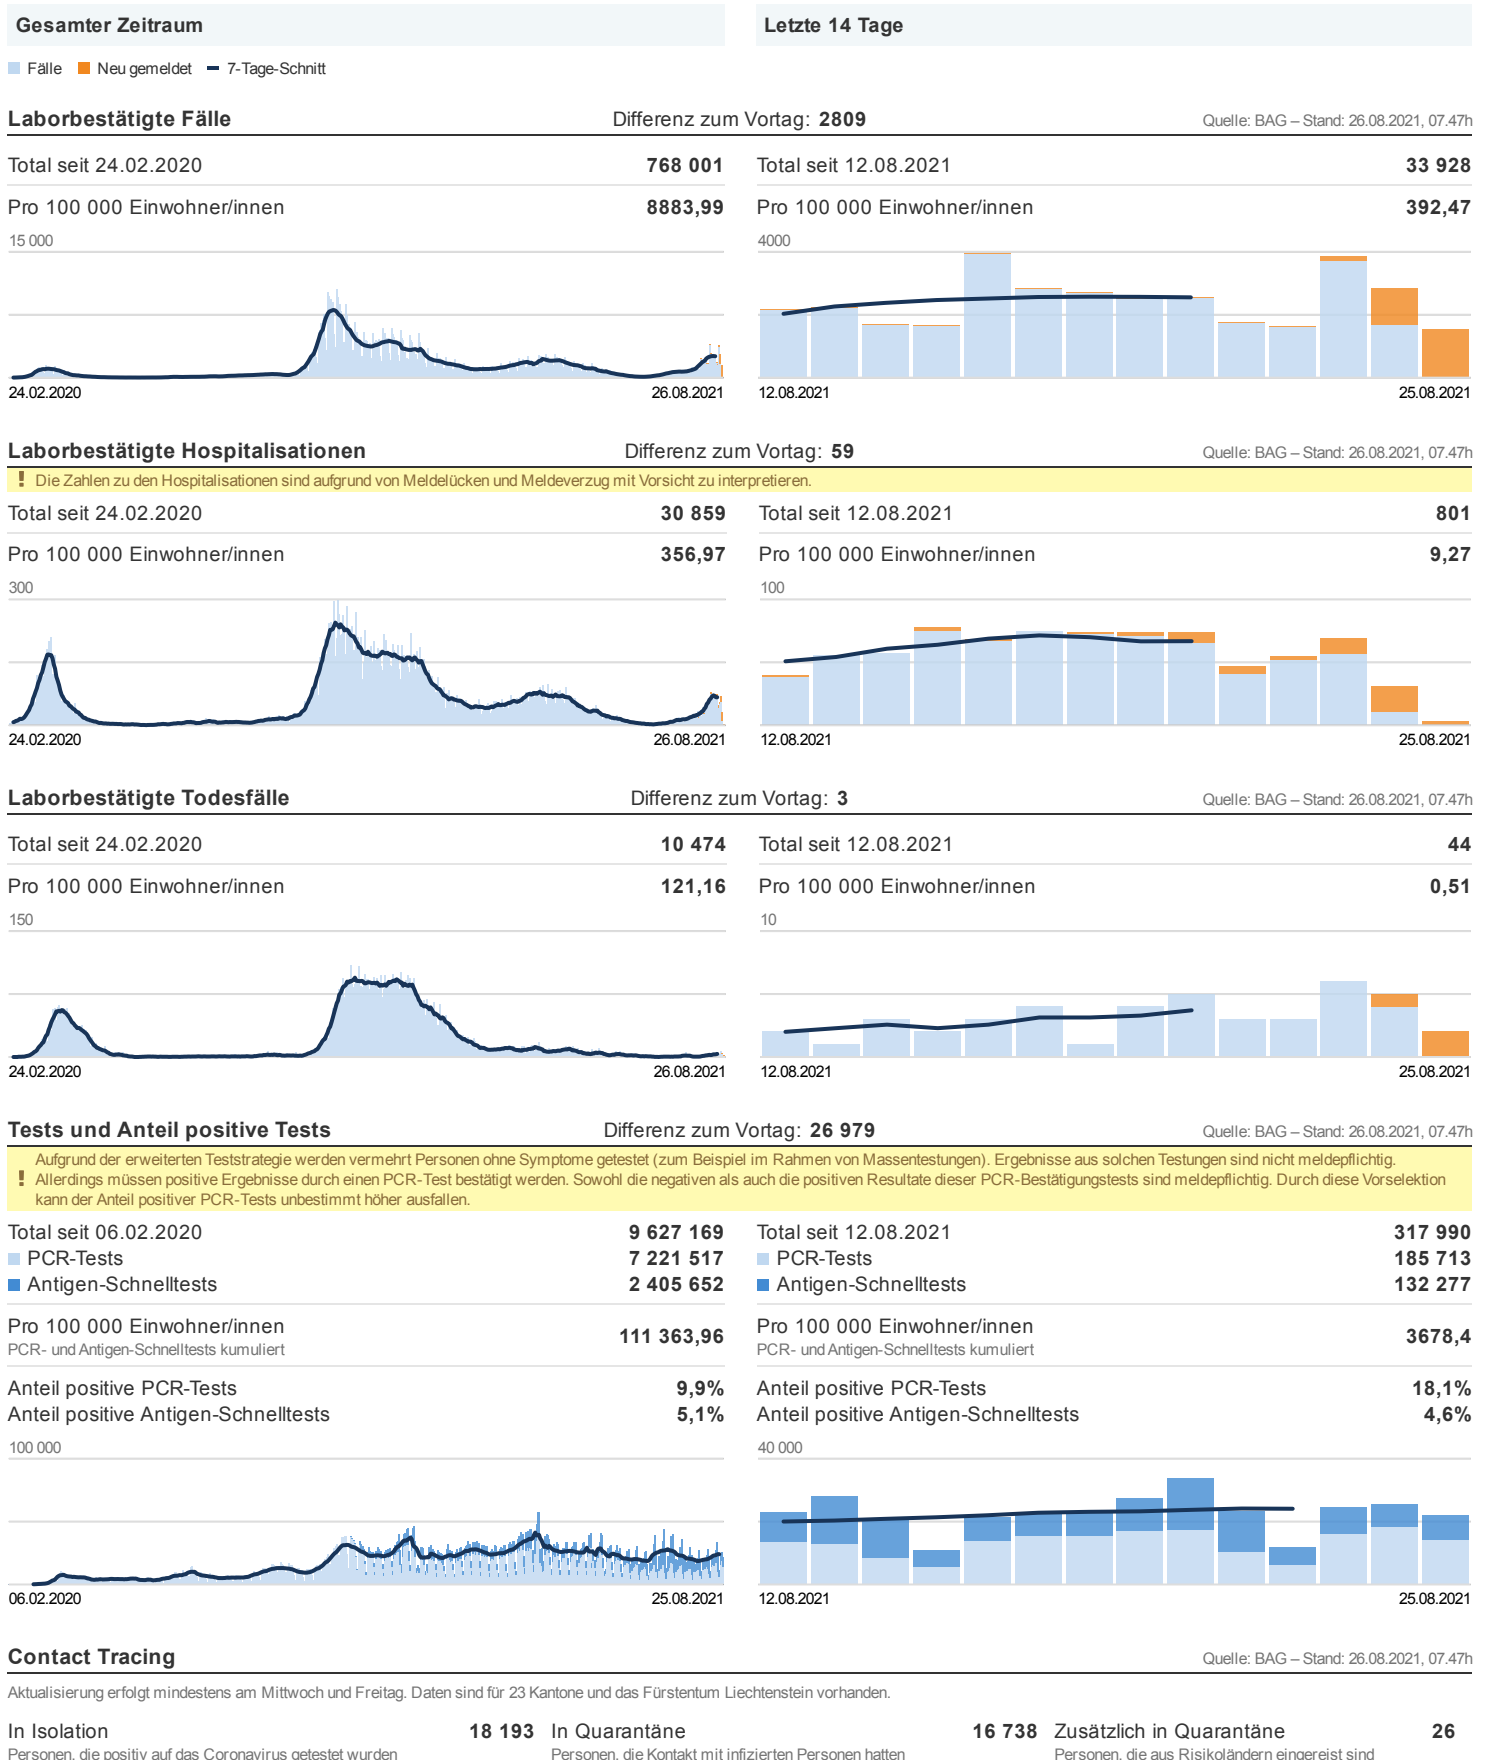 Gesamter Zeitraum
Letzte 14 Tage
Fälle Neu gemeldet 7-Tage-Schnitt
Laborbestätigte Fälle Differenz zum Vortag: 2809 Quelle: BAG – Stand: 26.08.2021, 07.47h
Total seit 24.02.2020 768 001
Pro 100 000 Einwohner/innen 8883,99
15 000
24.02.2020 26.08.2021
Total seit 12.08.2021 33 928
Pro 100 000 Einwohner/innen 392,47
4000
12.08.2021 25.08.2021
Laborbestätigte Hospitalisationen Differenz zum Vortag: 59 Quelle: BAG – Stand: 26.08.2021, 07.47h
! Die Zahlen zu den Hospitalisationen sind aufgrund von Meldelücken und Meldeverzug mit Vorsicht zu interpretieren.
Total seit 24.02.2020 30 859
Pro 100 000 Einwohner/innen 356,97
300
24.02.2020 26.08.2021
Total seit 12.08.2021 801
Pro 100 000 Einwohner/innen 9,27
100
12.08.2021 25.08.2021
Laborbestätigte Todesfälle Differenz zum Vortag: 3 Quelle: BAG – Stand: 26.08.2021, 07.47h
Total seit 24.02.2020 10 474
Pro 100 000 Einwohner/innen 121,16
150
24.02.2020 26.08.2021
Total seit 12.08.2021 44
Pro 100 000 Einwohner/innen 0,51
10
12.08.2021 25.08.2021
Tests und Anteil positive Tests Differenz zum Vortag: 26 979 Quelle: BAG – Stand: 26.08.2021, 07.47h
Aufgrund der erweiterten Teststrategie werden vermehrt Personen ohne Symptome getestet (zum Beispiel im Rahmen von Massentestungen). Ergebnisse aus solchen Testungen sind nicht meldepflichtig.
! Allerdings müssen positive Ergebnisse durch einen PCR-Test bestätigt werden. Sowohl die negativen als auch die positiven Resultate dieser PCR-Bestätigungstests sind meldepflichtig. Durch diese Vorselektion
kann der Anteil positiver PCR-Tests unbestimmt höher ausfallen.
Total seit 06.02.2020 9 627 169
PCR-Tests 7 221 517
Antigen-Schnelltests 2 405 652
Pro 100 000 Einwohner/innen 111 363,96
PCR- und Antigen-Schnelltests kumuliert
Anteil positive PCR-Tests 9,9%
Anteil positive Antigen-Schnelltests 5,1%
100 000
06.02.2020 25.08.2021
Total seit 12.08.2021 317 990
PCR-Tests 185 713
Antigen-Schnelltests 132 277
Pro 100 000 Einwohner/innen 3678,4
PCR- und Antigen-Schnelltests kumuliert
Anteil positive PCR-Tests 18,1%
Anteil positive Antigen-Schnelltests 4,6%
40 000
12.08.2021 25.08.2021
Contact Tracing Quelle: BAG – Stand: 26.08.2021, 07.47h
Aktualisierung erfolgt mindestens am Mittwoch und Freitag. Daten sind für 23 Kantone und das Fürstentum Liechtenstein vorhanden.
In Isolation 18 193
Personen, die positiv auf das Coronavirus getestet wurden
In Quarantäne 16 738
Personen, die Kontakt mit infizierten Personen hatten
Zusätzlich in Quarantäne 26
Personen, die aus Risikoländern eingereist sind